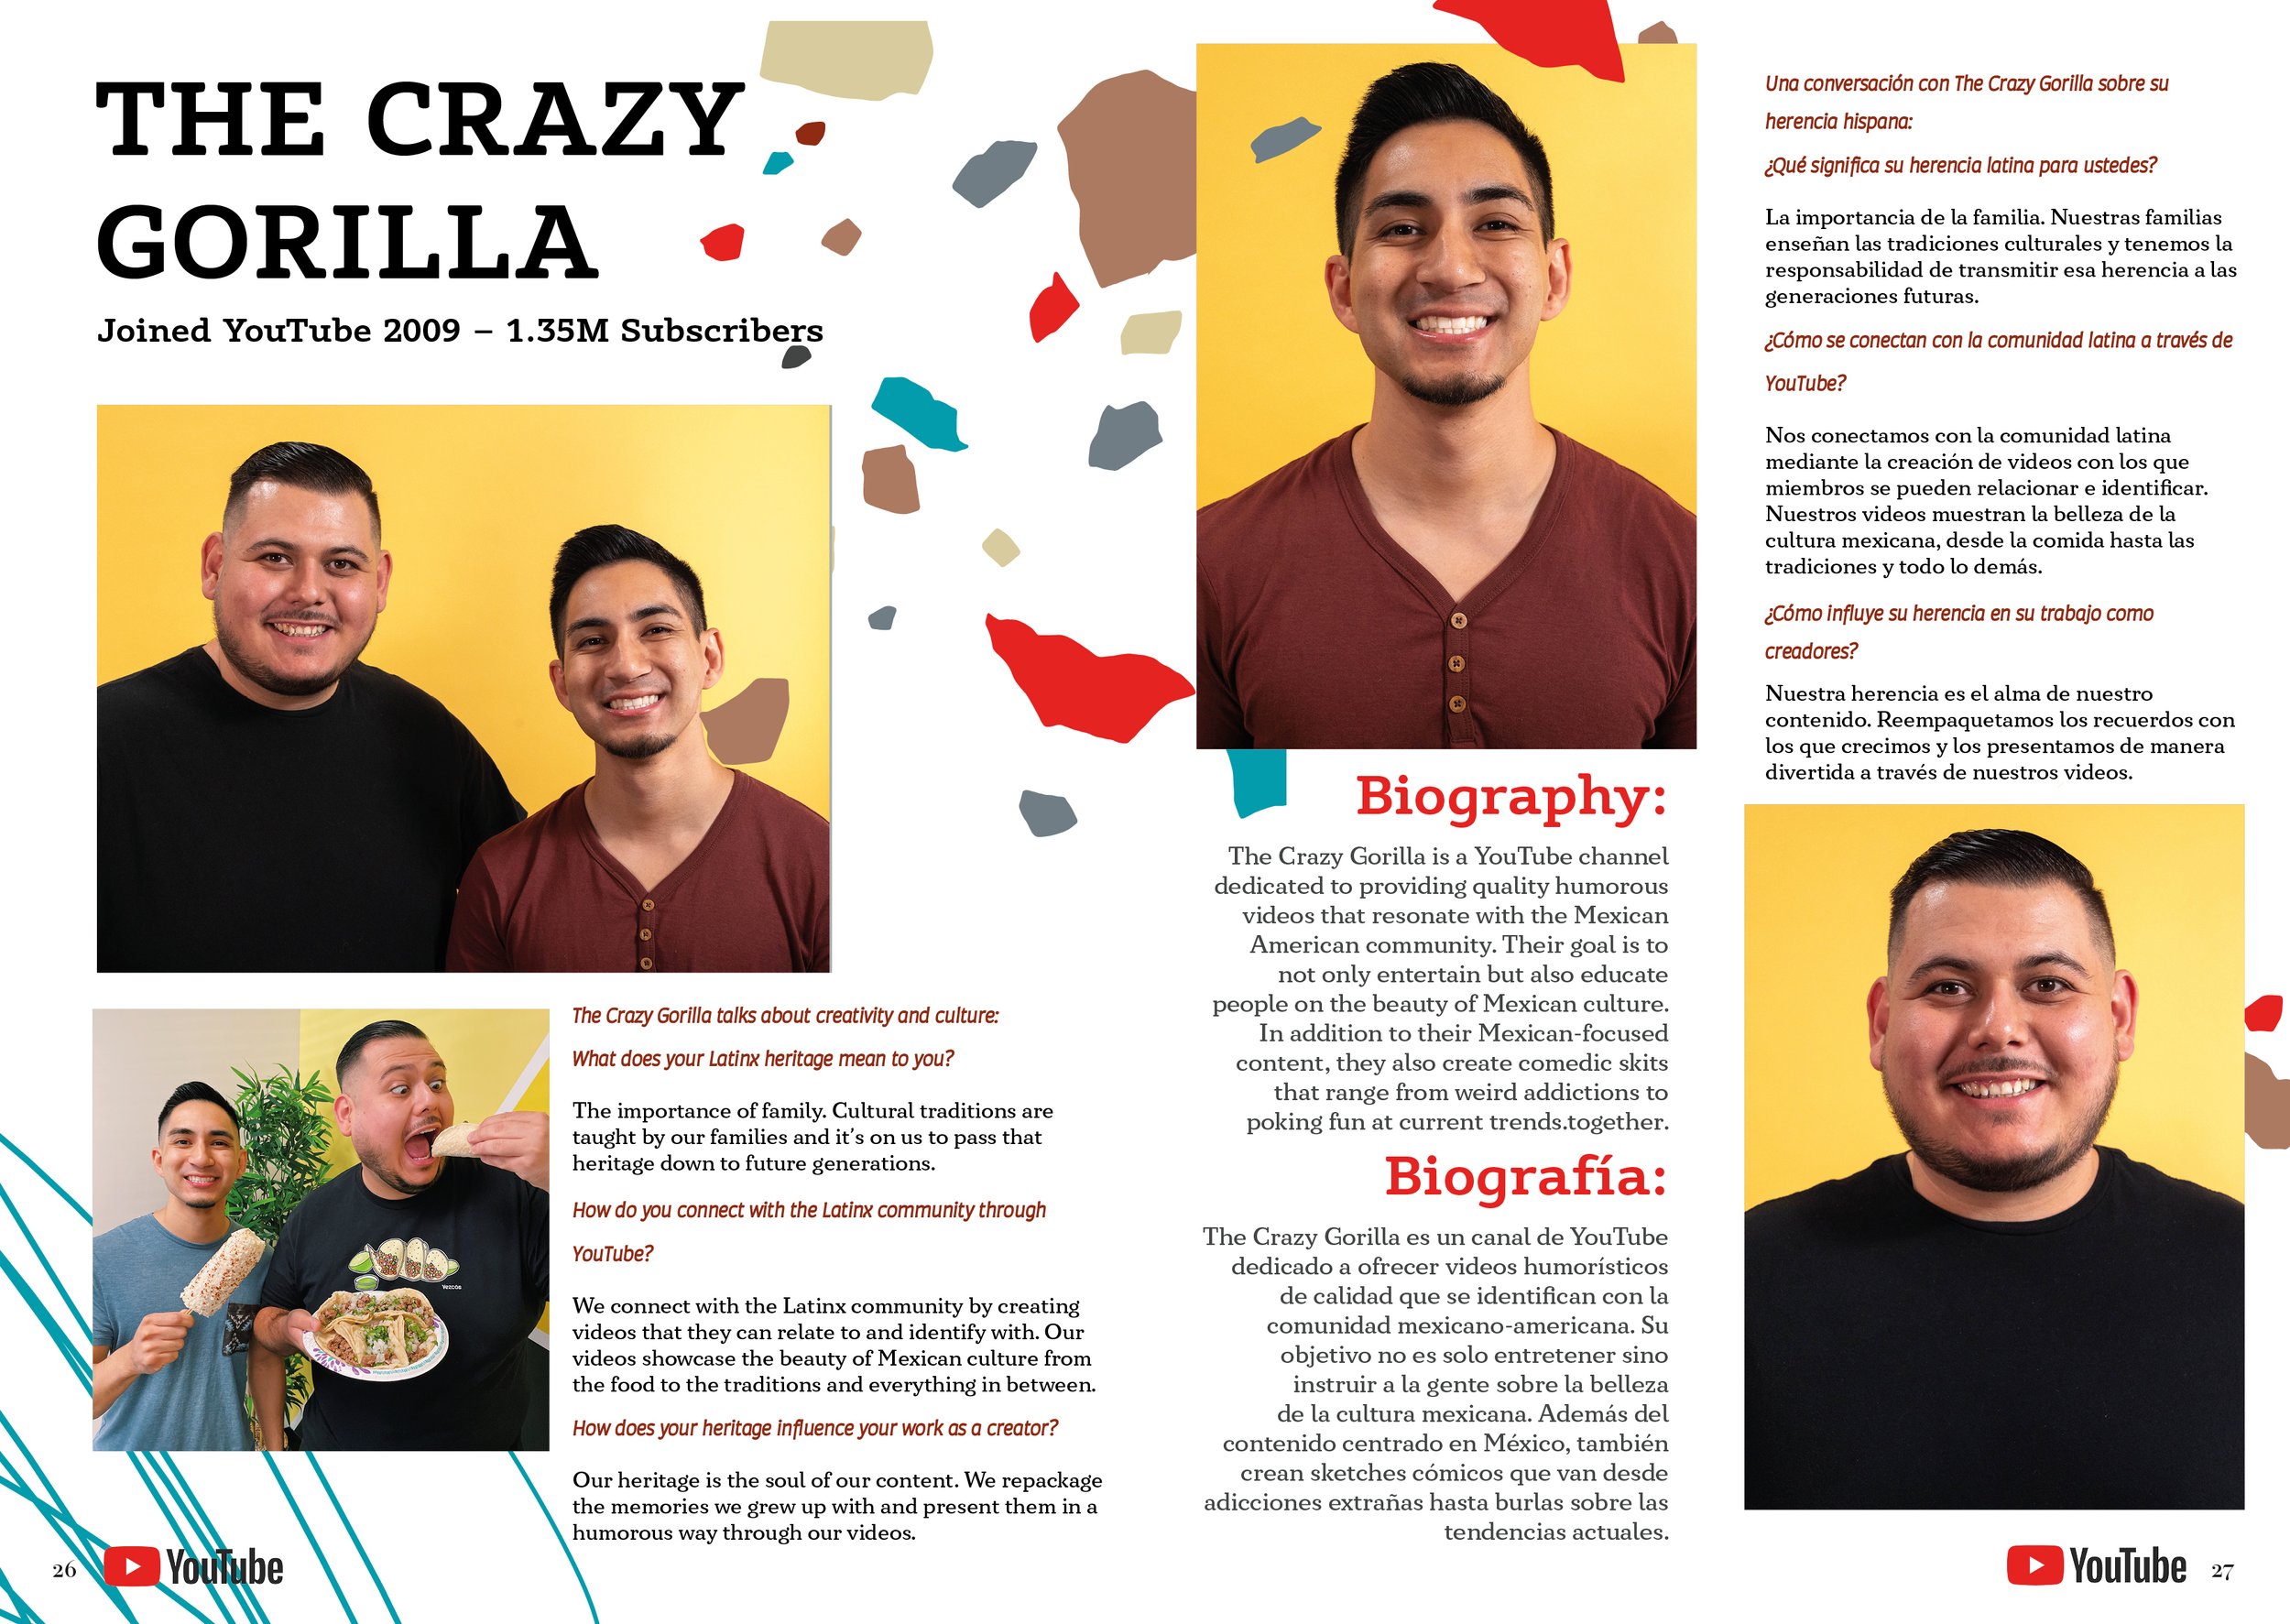 THE CRAZY
GORILLA
Joined YouTube 2009 – 1.35M Subscribers
Vezcos
The Crazy Gorilla talks about creativity and culture:
What does your Latinx heritage mean to you?
The importance of family. Cultural traditions are
taught by our families and it's on us to pass that
heritage down to future generations.
How do you connect with the Latinx community through
YouTube?
We connect with the Latinx community by creating
videos that they can relate to and identify with. Our
videos showcase the beauty of Mexican culture from
the food to the traditions and everything in between.
How does your heritage influence your work as a creator?
Our heritage is the soul of our content. We repackage
the memories we grew up with and present them in a
humorous way through our videos.
26 YouTube
Biography:
The Crazy Gorilla is a YouTube channel
dedicated to providing quality humorous
videos that resonate with the Mexican
American community. Their goal is to
not only entertain but also educate
people on the beauty of Mexican culture.
In addition to their Mexican-focused
content, they also create comedic skits
that range from weird addictions to
poking fun at current trends.together.
Biografía:
The Crazy Gorilla es un canal de YouTube
dedicado a ofrecer videos humorísticos
de calidad que se identifican con la
comunidad mexicano-americana. Su
objetivo no es solo entretener sino
instruir a la gente sobre la belleza
de la cultura mexicana. Además del
contenido centrado en México, también
crean sketches cómicos que van desde
adicciones extrañas hasta burlas sobre las
tendencias actuales.
Una conversación con The Crazy Gorilla sobre su
herencia hispana:
¿Qué significa su herencia latina para ustedes?
La importancia de la familia. Nuestras familias
enseñan las tradiciones culturales y tenemos la
responsabilidad de transmitir esa herencia a las
generaciones futuras.
¿Cómo se conectan con la comunidad latina a través de
YouTube?
Nos conectamos con la comunidad latina
mediante la creación de videos con los que
miembros se pueden relacionar e identificar.
Nuestros videos muestran la belleza de la
cultura mexicana, desde la comida hasta las
tradiciones y todo lo demás.
¿Cómo influye su herencia en su trabajo como
creadores?
Nuestra herencia es el alma de nuestro
contenido. Reempaquetamos los recuerdos con
los que crecimos y los presentamos de manera
divertida a través de nuestros videos.
YouTube 27